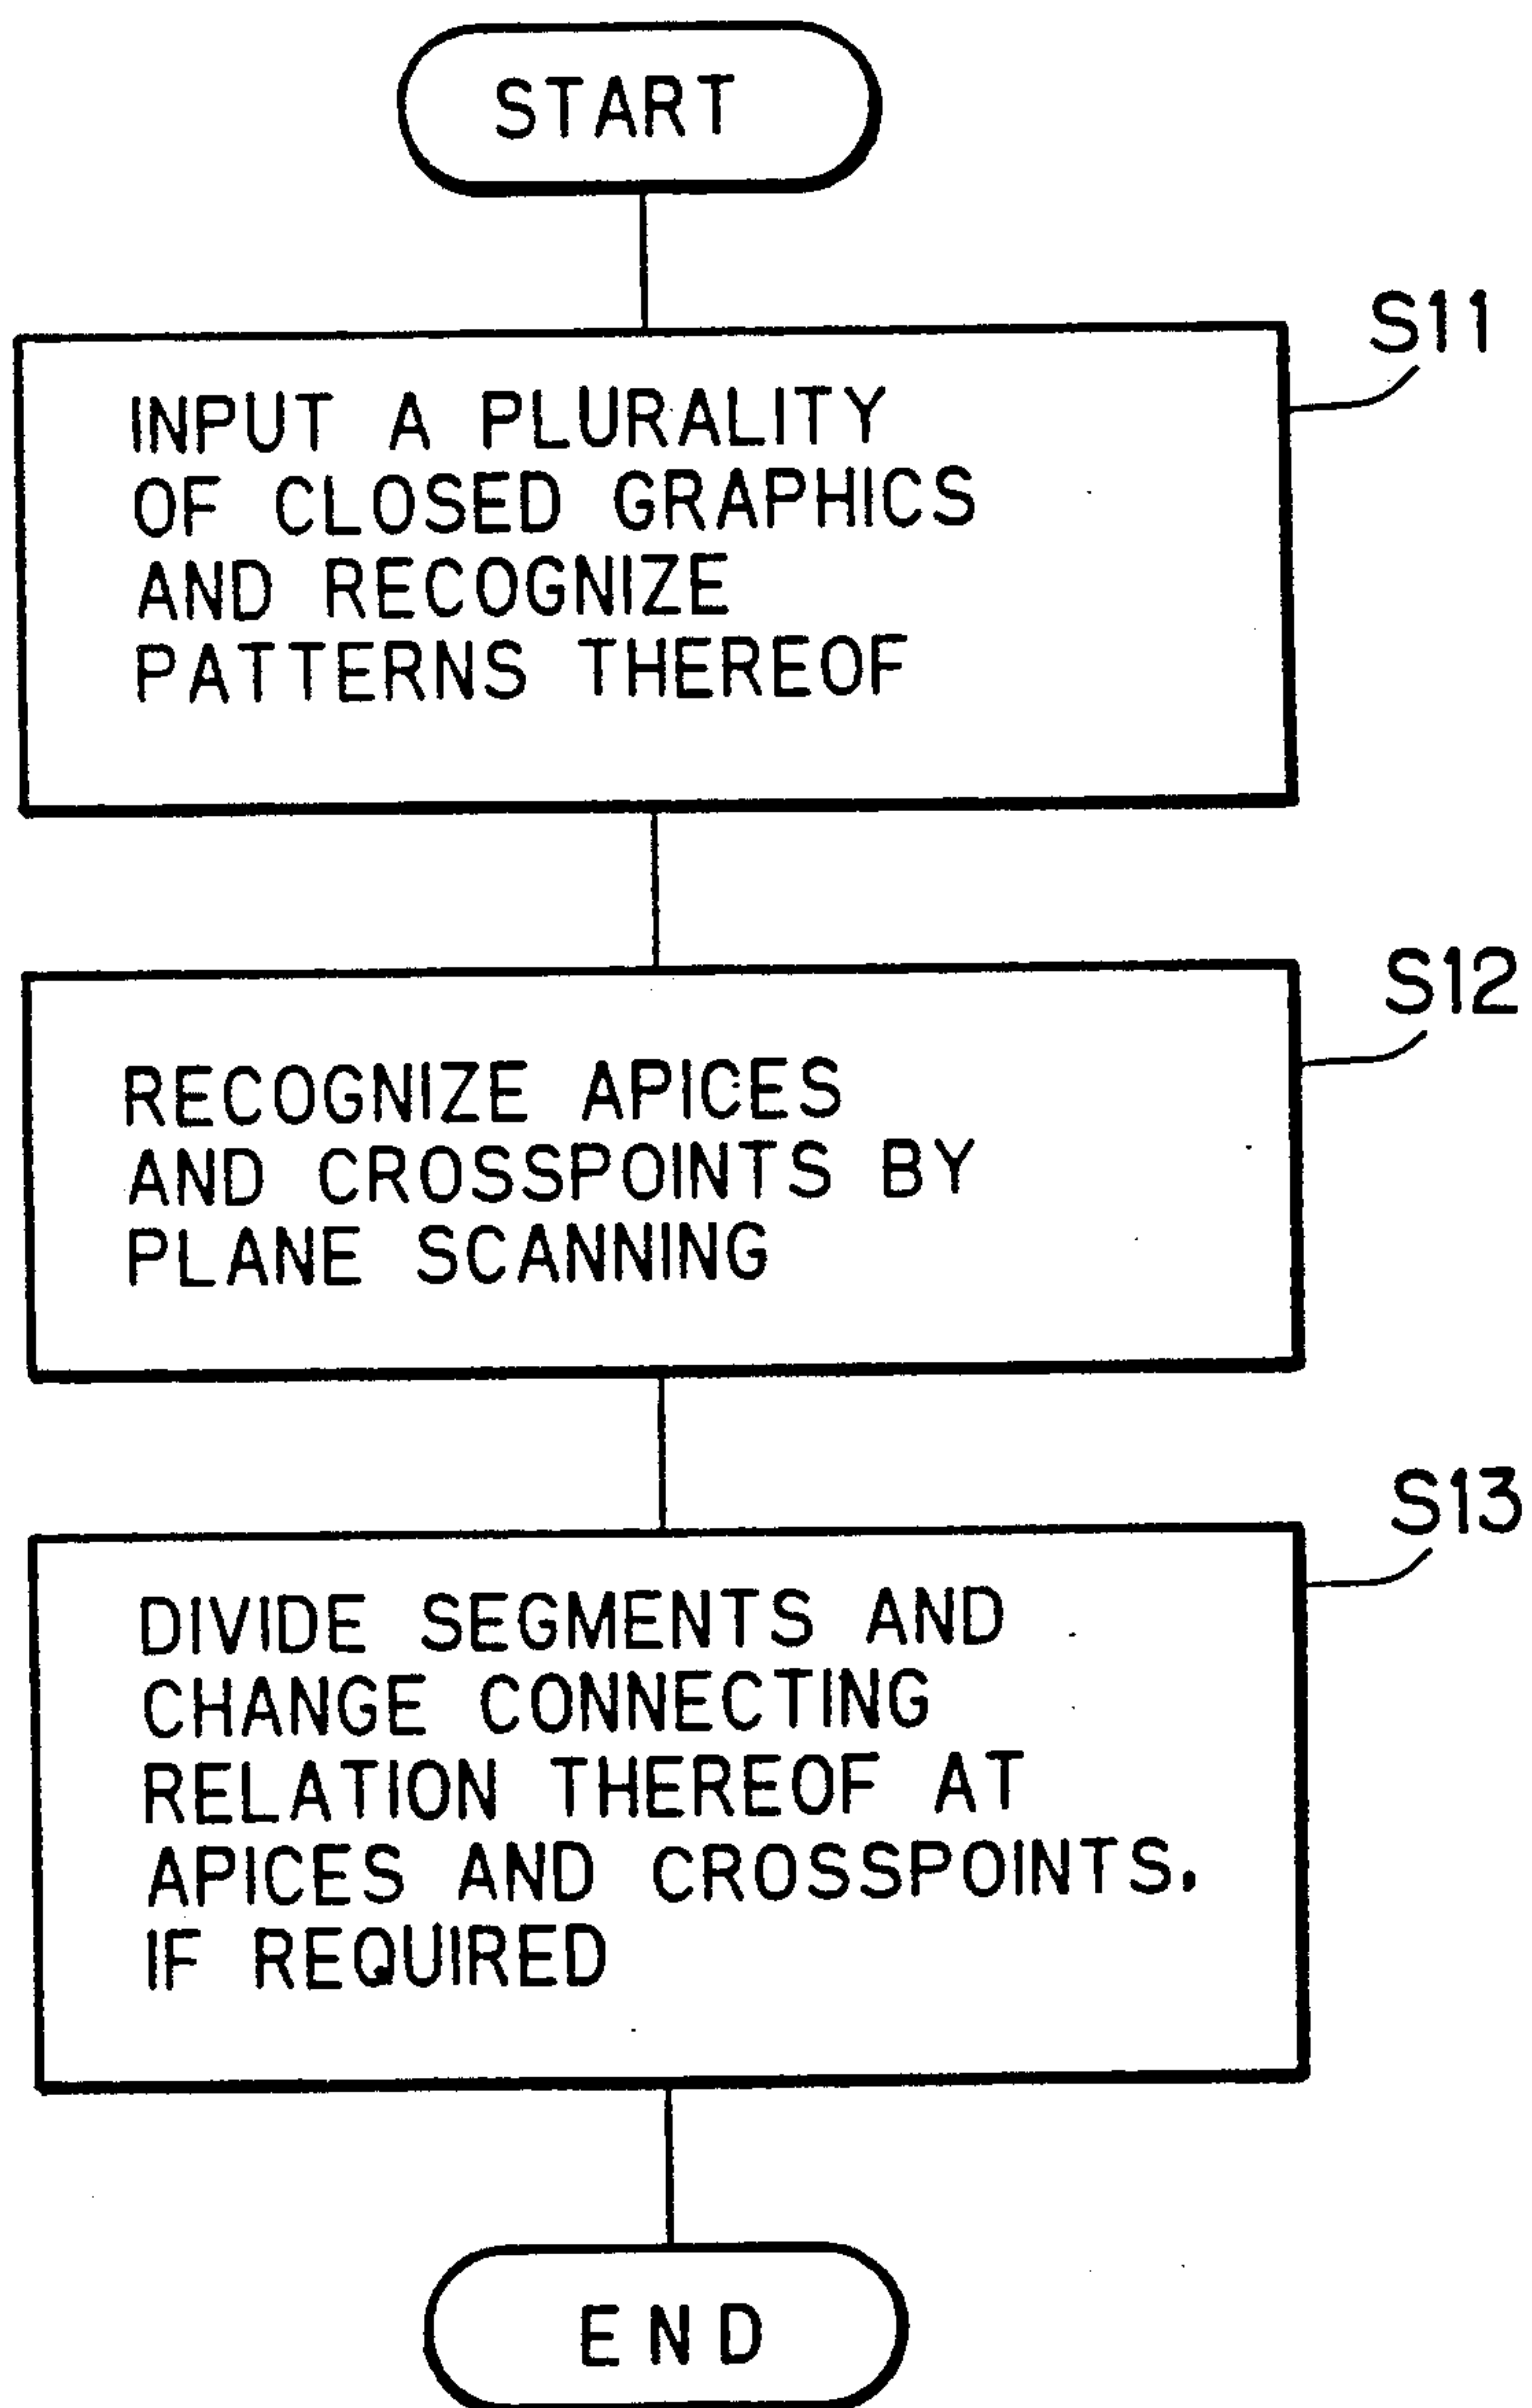 START
S11
INPUT A PLURALITY
OF CLOSED GRAPHICS
AND RECOGNIZE
PATTERNS THEREOF
S12
RECOGNIZE APICES
AND CROSSPOINTS BY
PLANE SCANNING
S13
DIVIDE SEGMENTS AND
CHANGE CONNECTING
RELATION THEREOF AT
APICES AND CROSSPOINTS.
IF REQUIRED
END